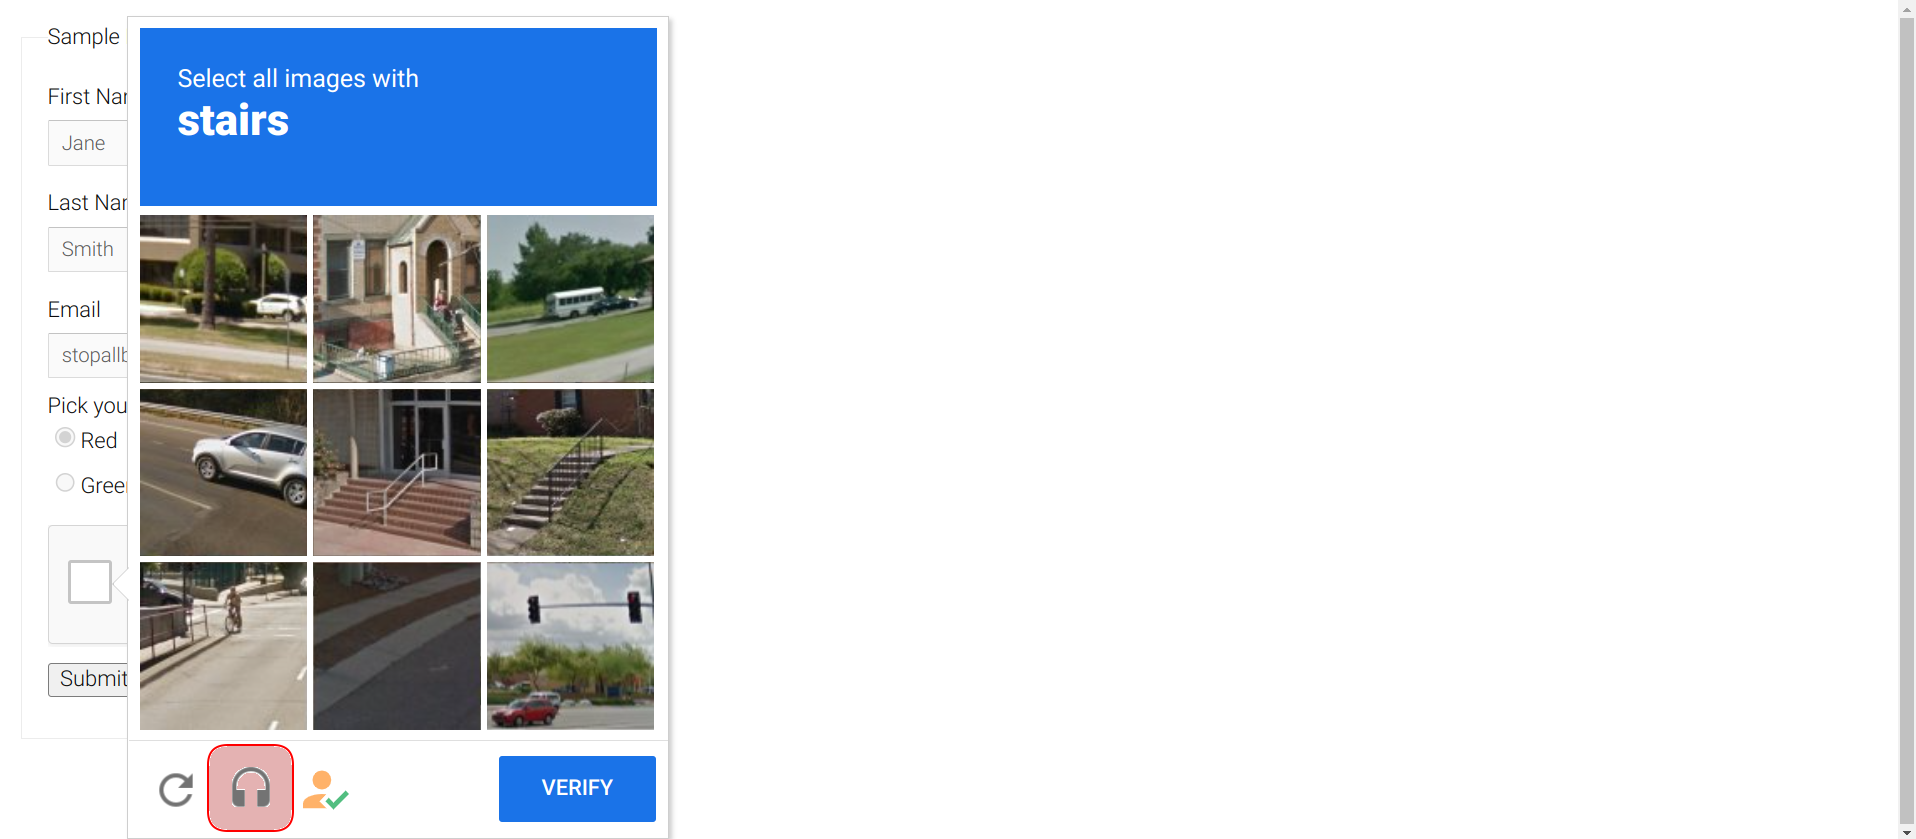 Sample
Select all images with
stairs
First Nar
Jane
Last Nar
Smith
Email
stopallb
Pick you
Red
Green
Submit
VERIFY